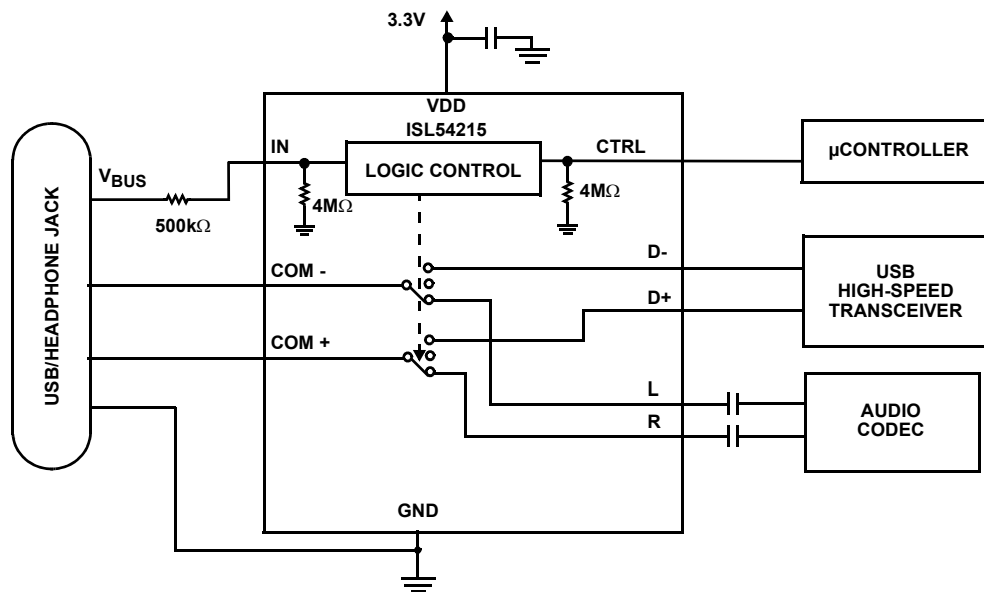 3.3V
VDD
ISL54215
IN
LOGIC CONTROL
CTRL
µCONTROLLER
VBUS
500kΩ
4MΩ
4MΩ
USB/HEADPHONE JACK
COM -
D-
USB
HIGH-SPEED
TRANSCEIVER
D+
COM +
L
R
AUDIO
CODEC
GND